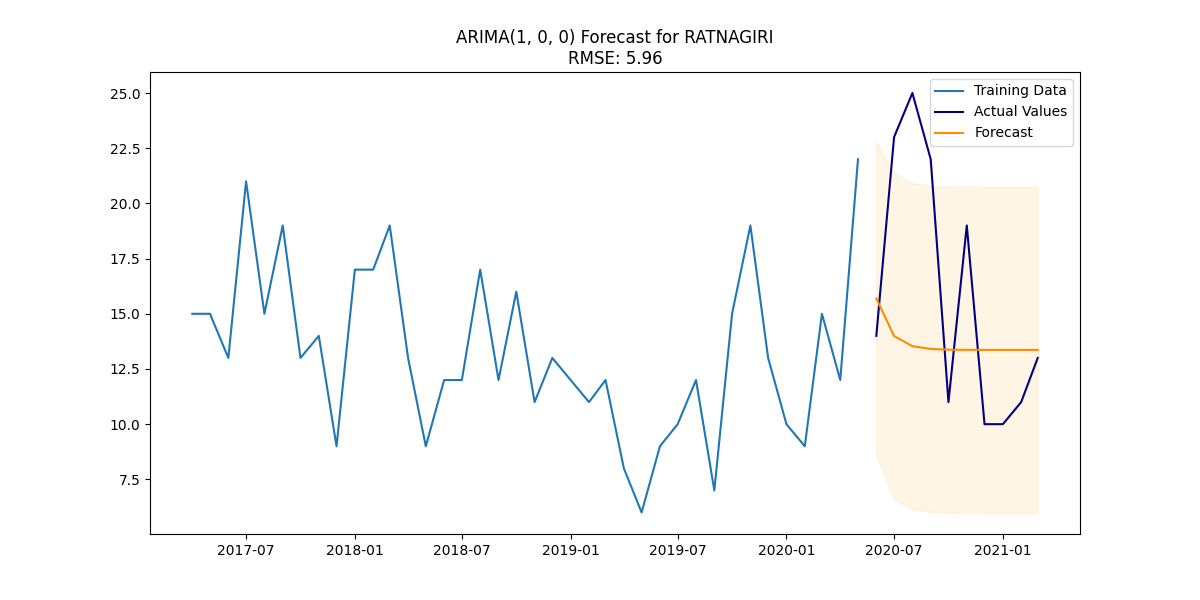 ARIMA(1, 0, 0) Forecast for RATNAGIRI
RMSE: 5.96
Training Data
Actual Values
Forecast
25.0
22.5
20.0
17.5
15.0
12.5
10.0
7.5
2017-07 2018-01 2018-07 2019-01 2019-07 2020-01 2020-07 2021-01